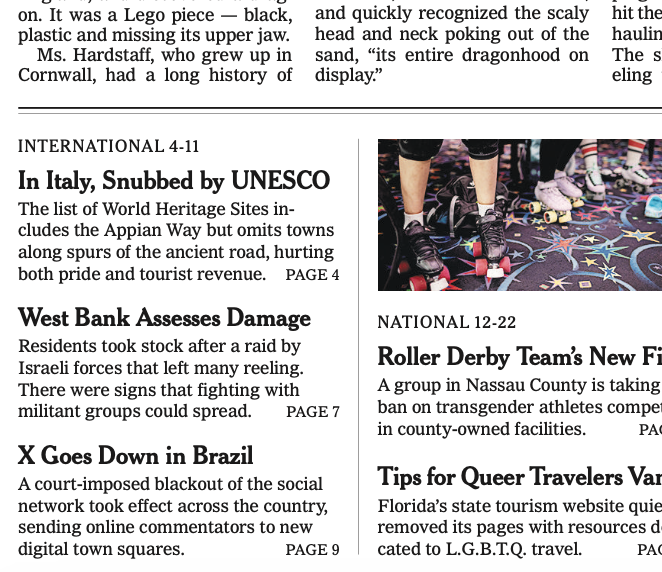 on. It was a Lego piece — black,
plastic and missing its upper jaw.
Ms. Hardstaff, who grew up in
Cornwall, had a long history of
and quickly recognized the scaly
head and neck poking out of the
sand, “its entire dragonhood on
display.”
hit the
The s
INTERNATIONAL 4-11
In Italy, Snubbed by UNESCO
The list of World Heritage Sites in-
cludes the Appian Way but omits towns
along spurs of the ancient road, hurting
both pride and tourist revenue. PAGE 4
West Bank Assesses Damage
Residents took stock after a raid by
Israeli forces that left many reeling.
There were signs that fighting with
militant groups could spread. PAGE 7
X Goes Down in Brazil
A court-imposed blackout of the social
network took effect across the country,
sending online commentators to new
digital town squares. PAGE 9
NATIONAL 12-22
Roller Derby Team’s New Fi
A group in Nassau County is taking
ban on transgender athletes compe
in county-owned facilities. PA
Tips for Queer Travelers Va
Florida’s state tourism website quie
removed its pages with resources d
cated to L.G.B.T.Q. travel. PA